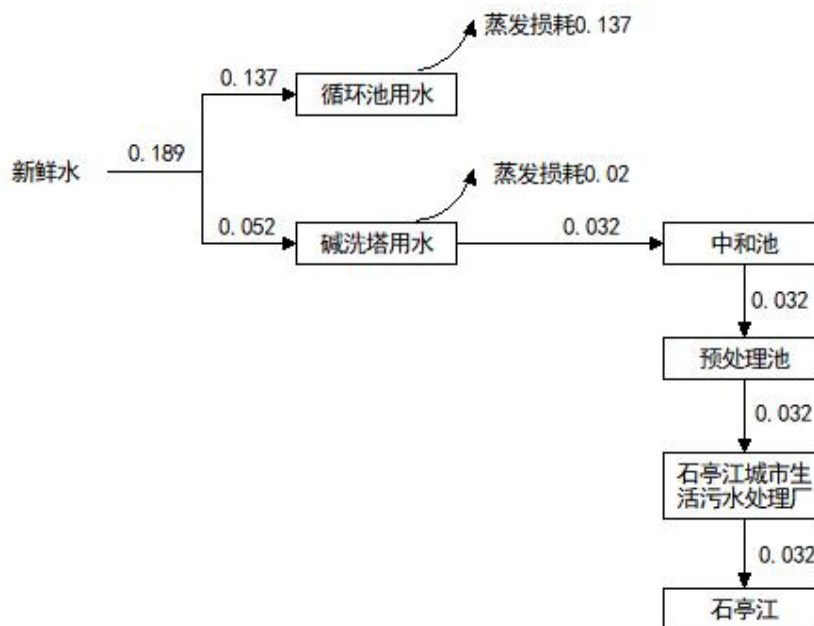 蒸发损耗0.137
0.137
循环池用水
新鲜水
0.189
蒸发损耗0.02
0.052
碱洗塔用水
0.032
中和池
0.032
预处理池
0.032
石亭江城市生
活污水处理厂
0.032
石亭江